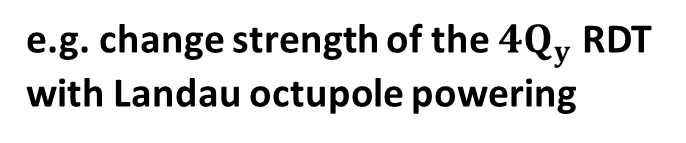 e.g. change strength of the 4Qy RDT
with Landau octupole powering